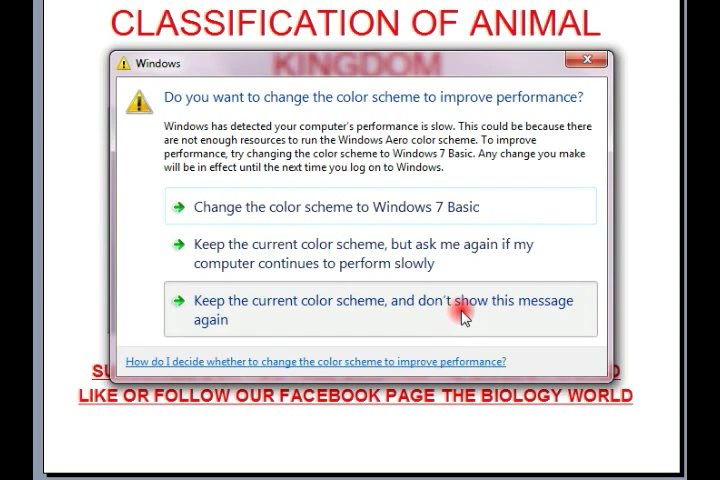 CLASSIFICATION OF ANIMAL
KINGDOM
Windows
Do you want to change the color scheme to improve performance?
Windows has detected your computer's performance is slow. This could be because there
are not enough resources to run the Windows Aero color scheme. To improve
performance, try changing the color scheme to Windows 7 Basic. Any change you make
will be in effect until the next time you log on to Windows.
Change the color scheme to Windows 7 Basic
Keep the current color scheme, but ask me again if my
computer continues to perform slowly
Keep the current color scheme, and don't show this message
again
How do I decide whether to change the color scheme to improve performance?
LIKE OR FOLLOW OUR FACEBOOK PAGE THE BIOLOGY WORLD